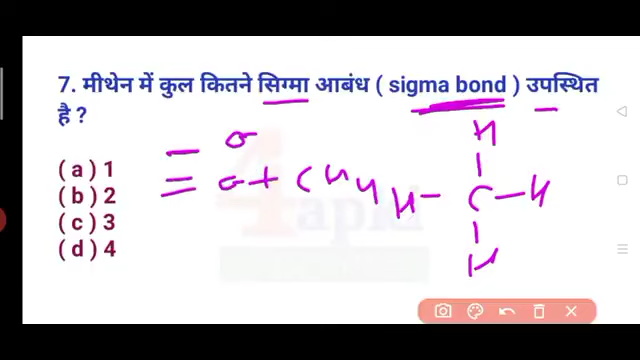 7. मीथेन में कुल कितने सिग्मा आबंध ( sigma bond ) उपस्थित
है ?
( a ) 1
( b ) 2
( c ) 3
( d ) 4
σ
σ + CH4
H
H - C - H
H